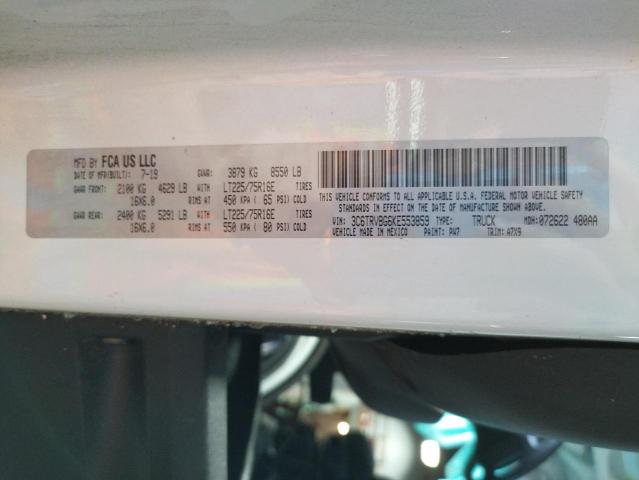 MFD BY FCA US LLC
DATE OF MFR(BUILT): 7-19 GVWR: 3879 KG 8550 LB
GAWR FRONT: 2100 KG 4629 LB WITH LT225/75R16E TIRES
16X6.0 RIMS AT 450 KPA ( 65 PSI) COLD
GAWR REAR: 2400 KG 5291 LB WITH LT225/75R16E TIRES
16X6.0 RIMS AT 550 KPA ( 80 PSI) COLD
THIS VEHICLE CONFORMS TO ALL APPLICABLE U.S.A. FEDERAL MOTOR VEHICLE SAFETY
STANDARDS IN EFFECT ON THE DATE OF MANUFACTURE SHOWN ABOVE.
VIN: 3C6TRVBG6KE553859 TYPE: TRUCK MDH: 072622 480AA
VEHICLE MADE IN MEXICO PAINT: PW7 TRIM: A7X9